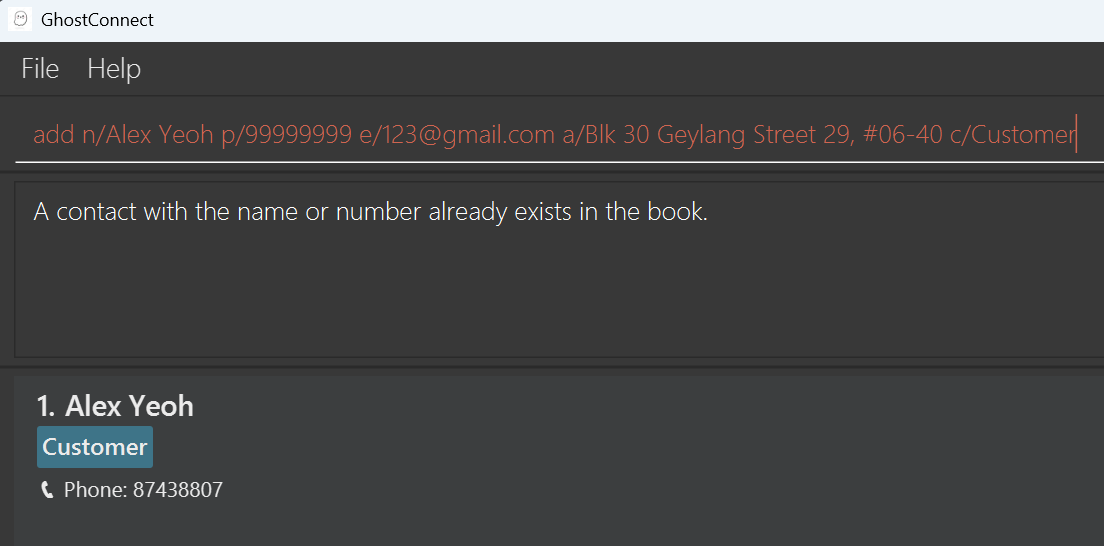 GhostConnect
File Help
add n/Alex Yeoh p/99999999 e/123@gmail.com a/Blk 30 Geylang Street 29, #06-40 c/Customer
A contact with the name or number already exists in the book.
1. Alex Yeoh
Customer
Phone: 87438807